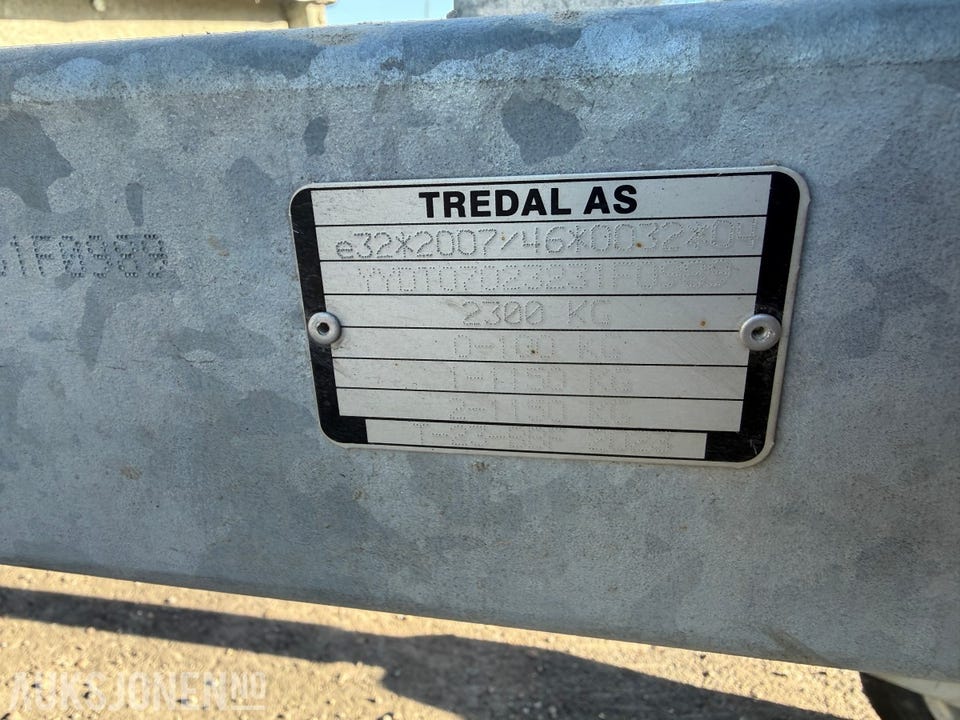 TREDAL AS
e32*2007/46*0032*04
2300 KG
0-100 KG
1-1150 KG
2-1150 KG
AUKSJONEN.NO